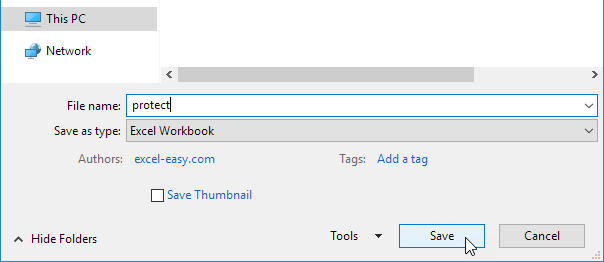 This PC
Network
File name: protect
Save as type: Excel Workbook
Authors: excel-easy.com Tags: Add a tag
Save Thumbnail
Hide Folders Tools Save Cancel